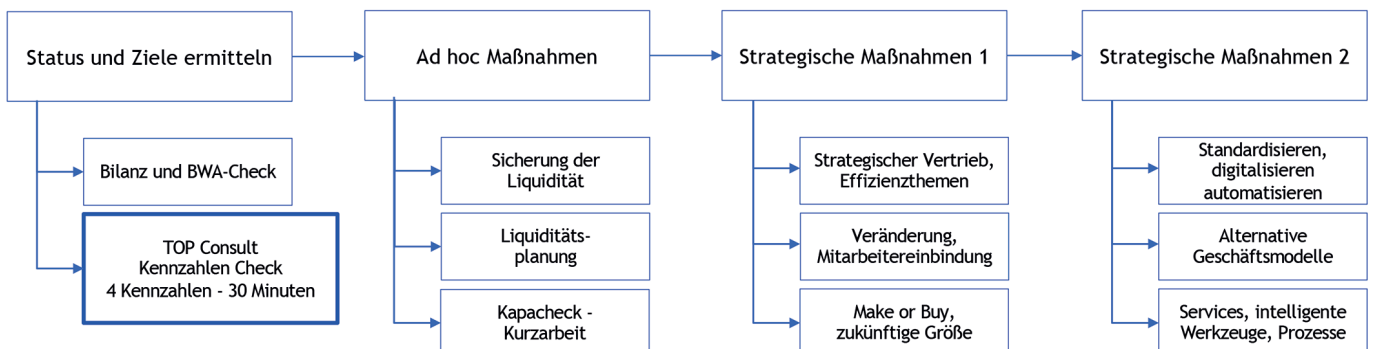 Status und Ziele ermitteln
Bilanz und BWA-Check
TOP Consult
Kennzahlen Check
4 Kennzahlen - 30 Minuten
Ad hoc Maßnahmen
Sicherung der
Liquidität
Liquiditäts-
planung
Kapacheck -
Kurzarbeit
Strategische Maßnahmen 1
Strategischer Vertrieb,
Effizienzthemen
Veränderung,
Mitarbeitereinbindung
Make or Buy,
zukünftige Größe
Strategische Maßnahmen 2
Standardisieren,
digitalisieren
automatisieren
Alternative
Geschäftsmodelle
Services, intelligente
Werkzeuge, Prozesse